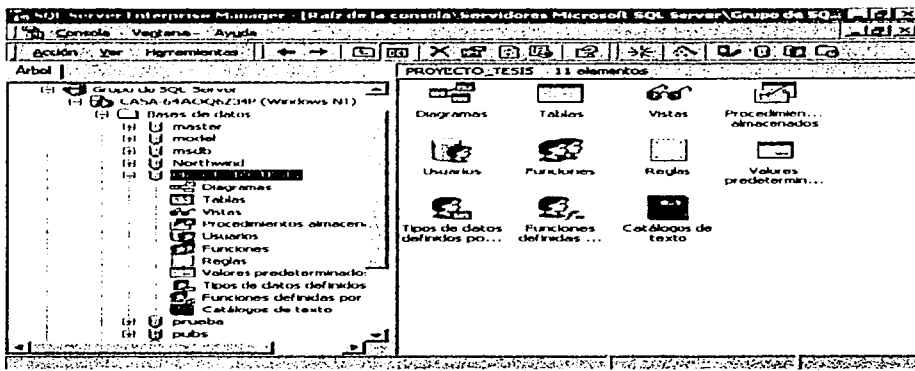 SQL Server Enterprise Manager - [Raíz de la consola\Servidores Microsoft SQL Server\Grupo de SQ...
Consola Ventana Ayuda
Acción Ver Herramientas
Árbol
PROYECTO_TESIS 11 elementos
Grupo de SQL Server
(Windows NT)
Bases de datos
master
model
msdb
Northwind
Diagramas
Tablas
Vistas
Procedimientos almacen...
Usuarios
Funciones
Reglas
Valores predeterminado
Tipos de datos definidos
Funciones definidas por
Catálogos de texto
prueba
pubs
Diagramas
Tablas
Vistas
Procedimien...
almacenados
Usuarios
Funciones
Reglas
Valores
predetermin...
Tipos de datos
definidos po...
Funciones
definidas ...
Catálogos de
texto